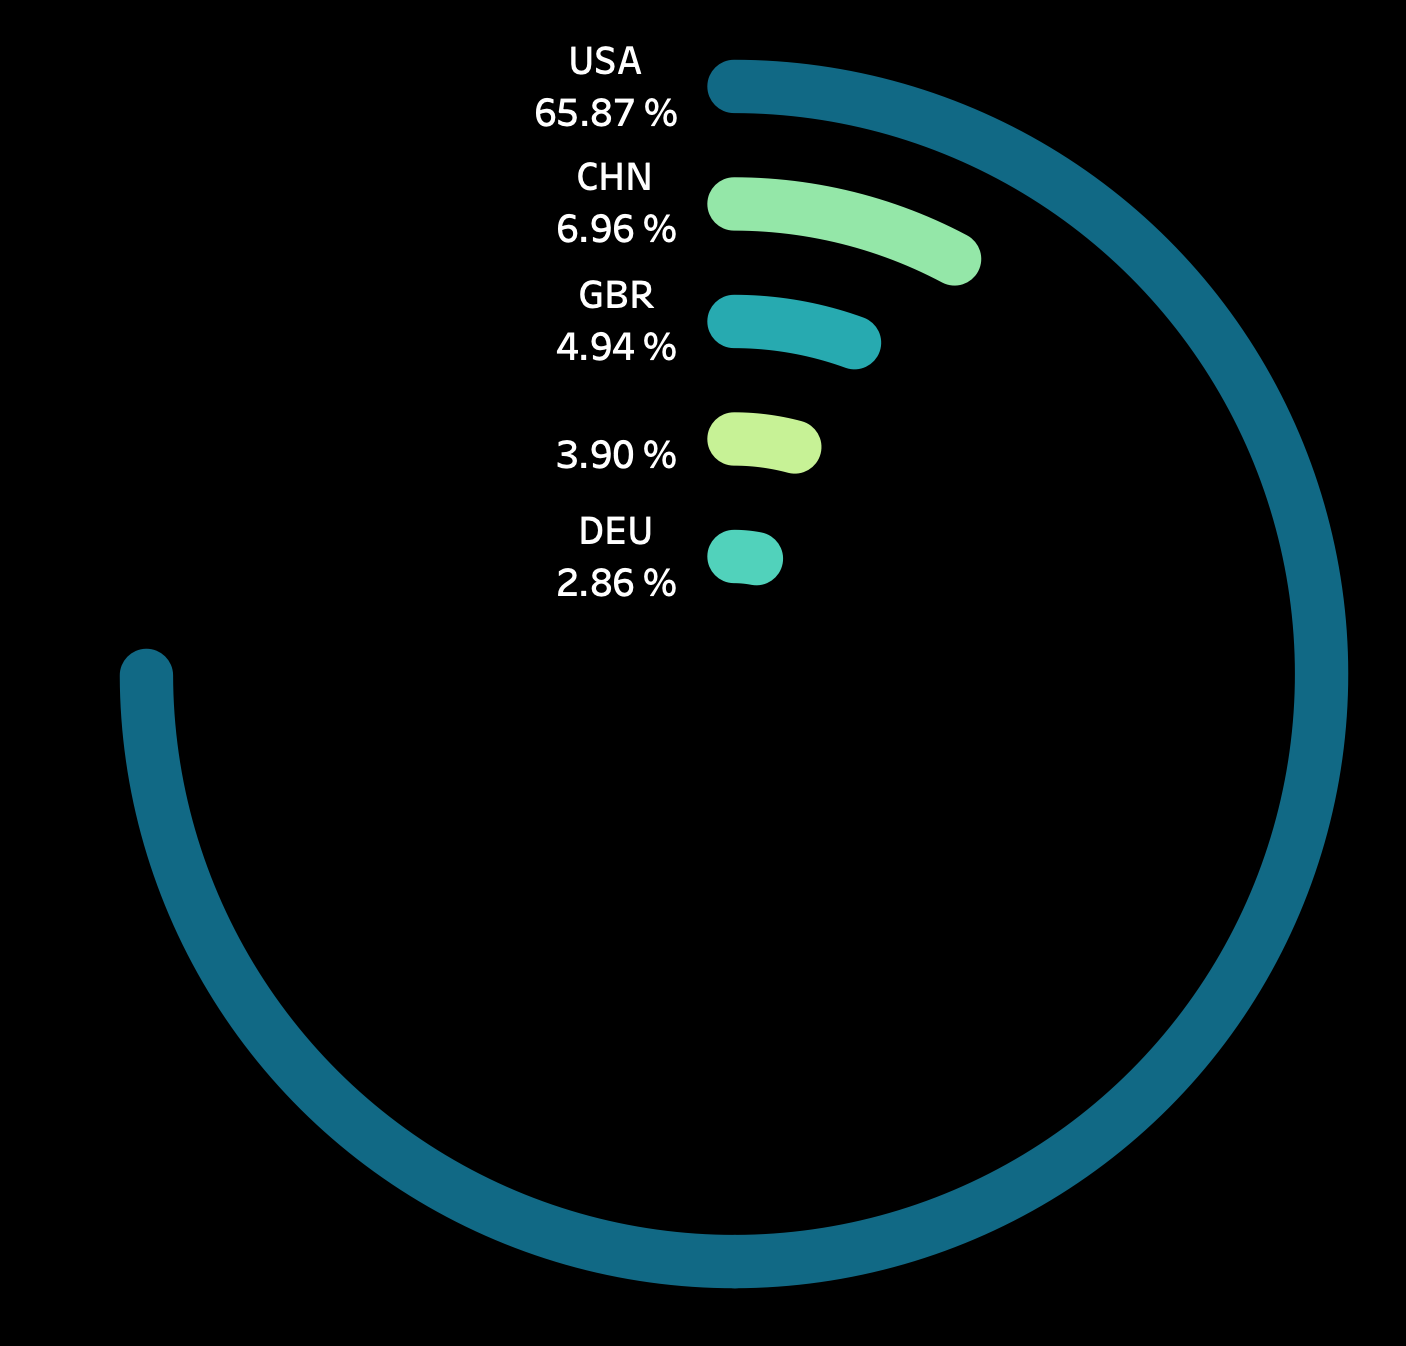 USA
65.87 %
CHN
6.96 %
GBR
4.94 %
3.90 %
DEU
2.86 %